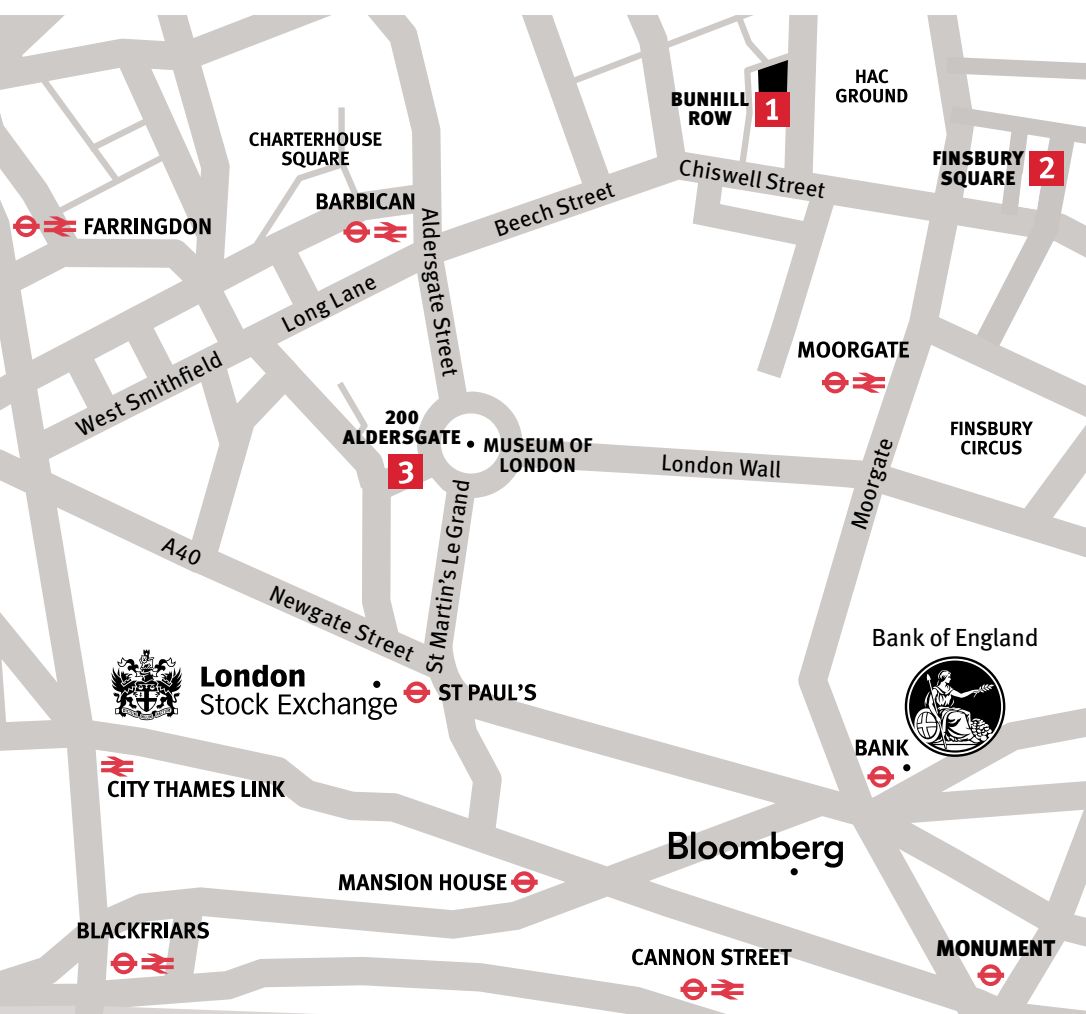 HAC
GROUND
BUNHILL
ROW
1
CHARTERHOUSE
SQUARE
FINSBURY
SQUARE
2
Chiswell Street
BARBICAN
Beech Street
FARRINGDON
Aldersgate Street
Long Lane
MOORGATE
West Smithfield
200
ALDERSGATE
3
MUSEUM OF
LONDON
FINSBURY
CIRCUS
London Wall
Moorgate
A40
St Martin's Le Grand
Newgate Street
Bank of England
London
Stock Exchange
ST PAUL'S
BANK
CITY THAMES LINK
Bloomberg
MANSION HOUSE
BLACKFRIARS
CANNON STREET
MONUMENT